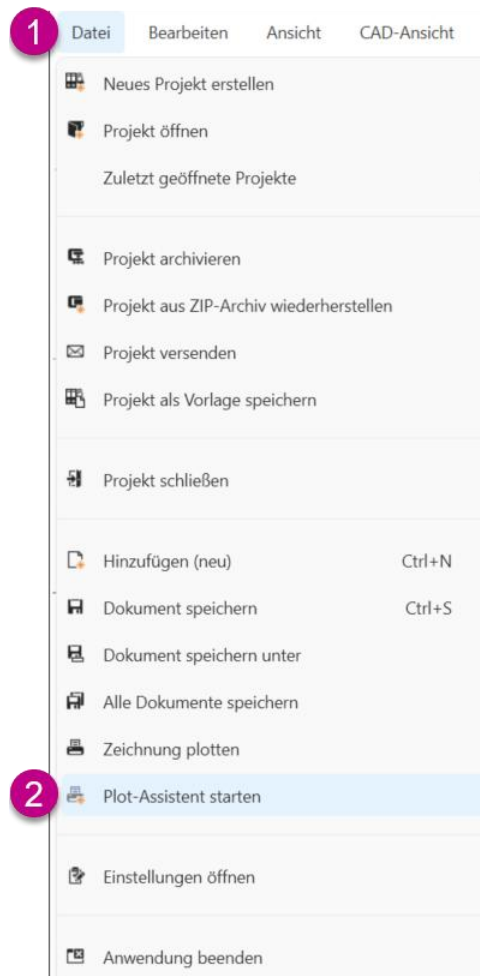 1 Datei Bearbeiten Ansicht CAD-Ansicht
Neues Projekt erstellen
Projekt öffnen
Zuletzt geöffnete Projekte
Projekt archivieren
Projekt aus ZIP-Archiv wiederherstellen
Projekt versenden
Projekt als Vorlage speichern
Projekt schließen
Hinzufügen (neu) Ctrl+N
Dokument speichern Ctrl+S
Dokument speichern unter
Alle Dokumente speichern
Zeichnung plotten
2 Plot-Assistent starten
Einstellungen öffnen
Anwendung beenden